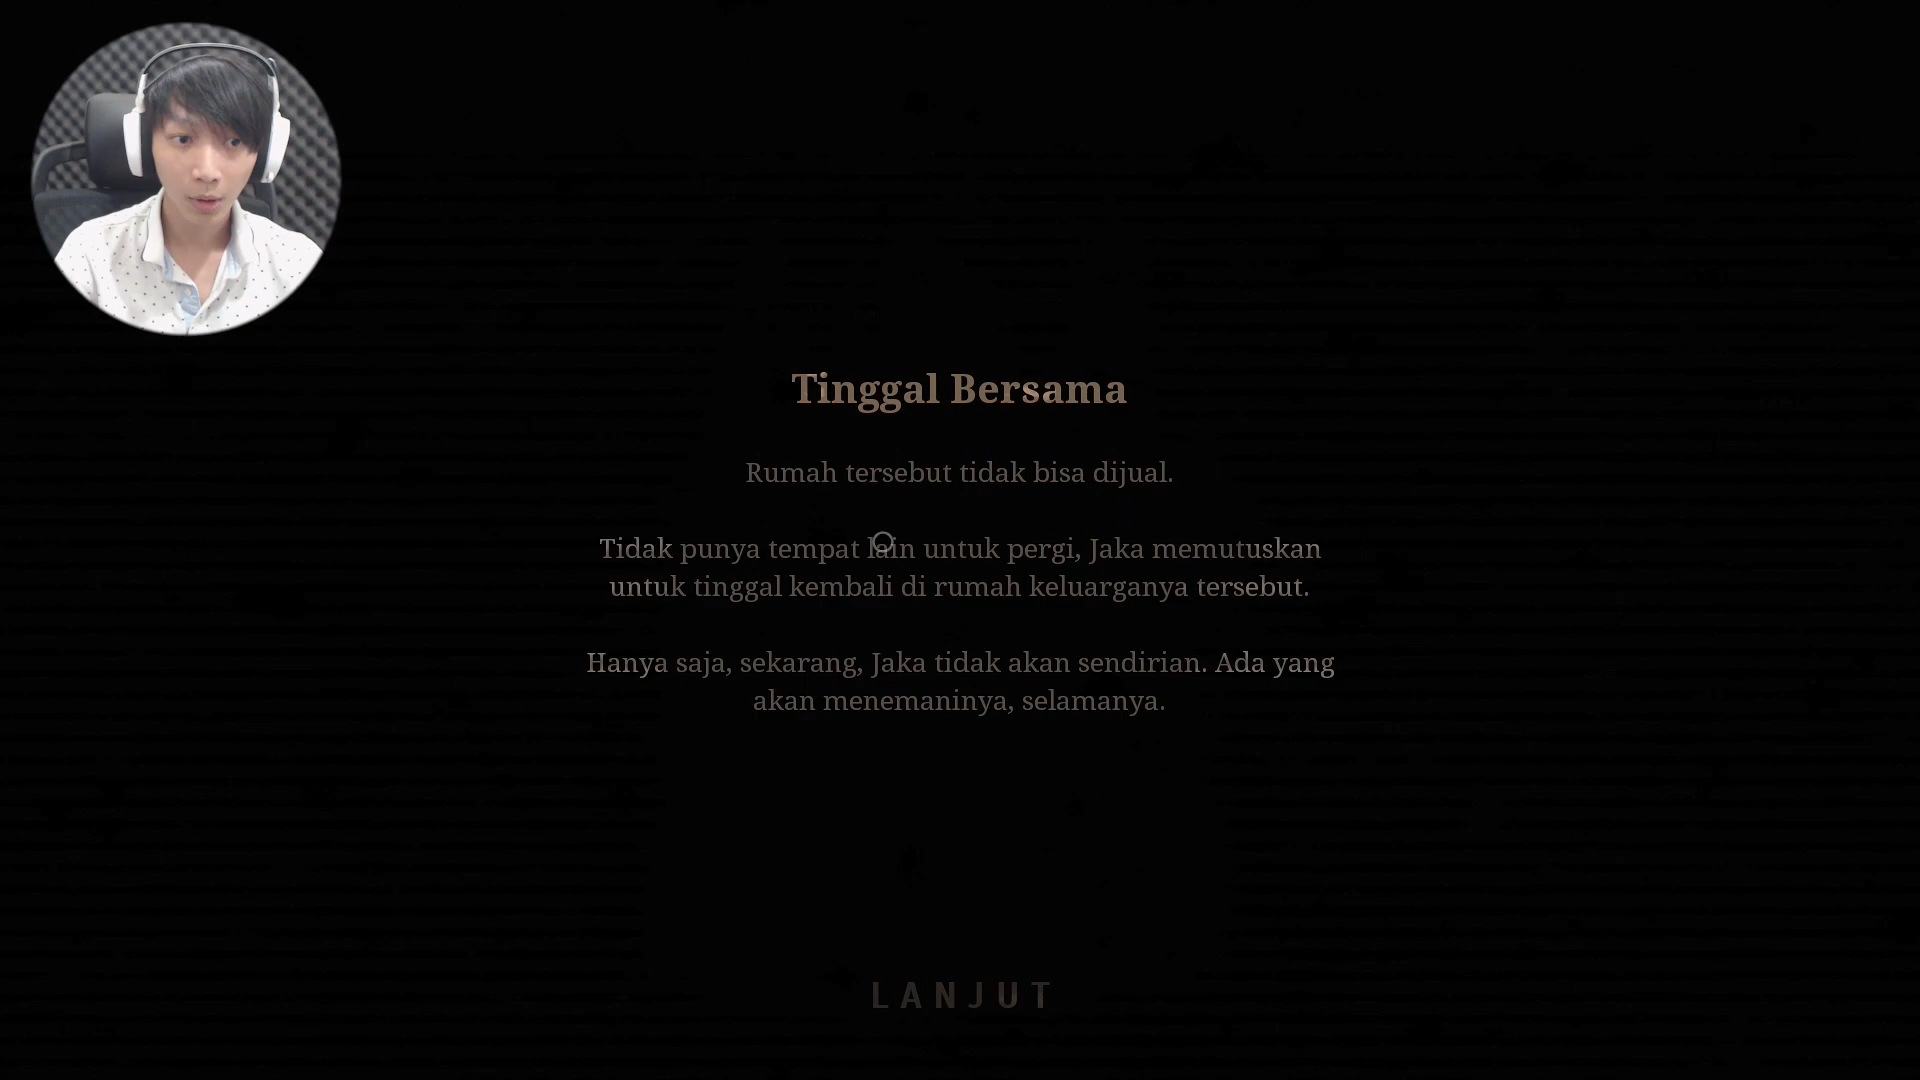 Tinggal Bersama
Rumah tersebut tidak bisa dijual.
Tidak punya tempat lain untuk pergi, Jaka memutuskan
untuk tinggal kembali di rumah keluarganya tersebut.
Hanya saja, sekarang, Jaka tidak akan sendirian. Ada yang
akan menemaninya, selamanya.
LANJUT